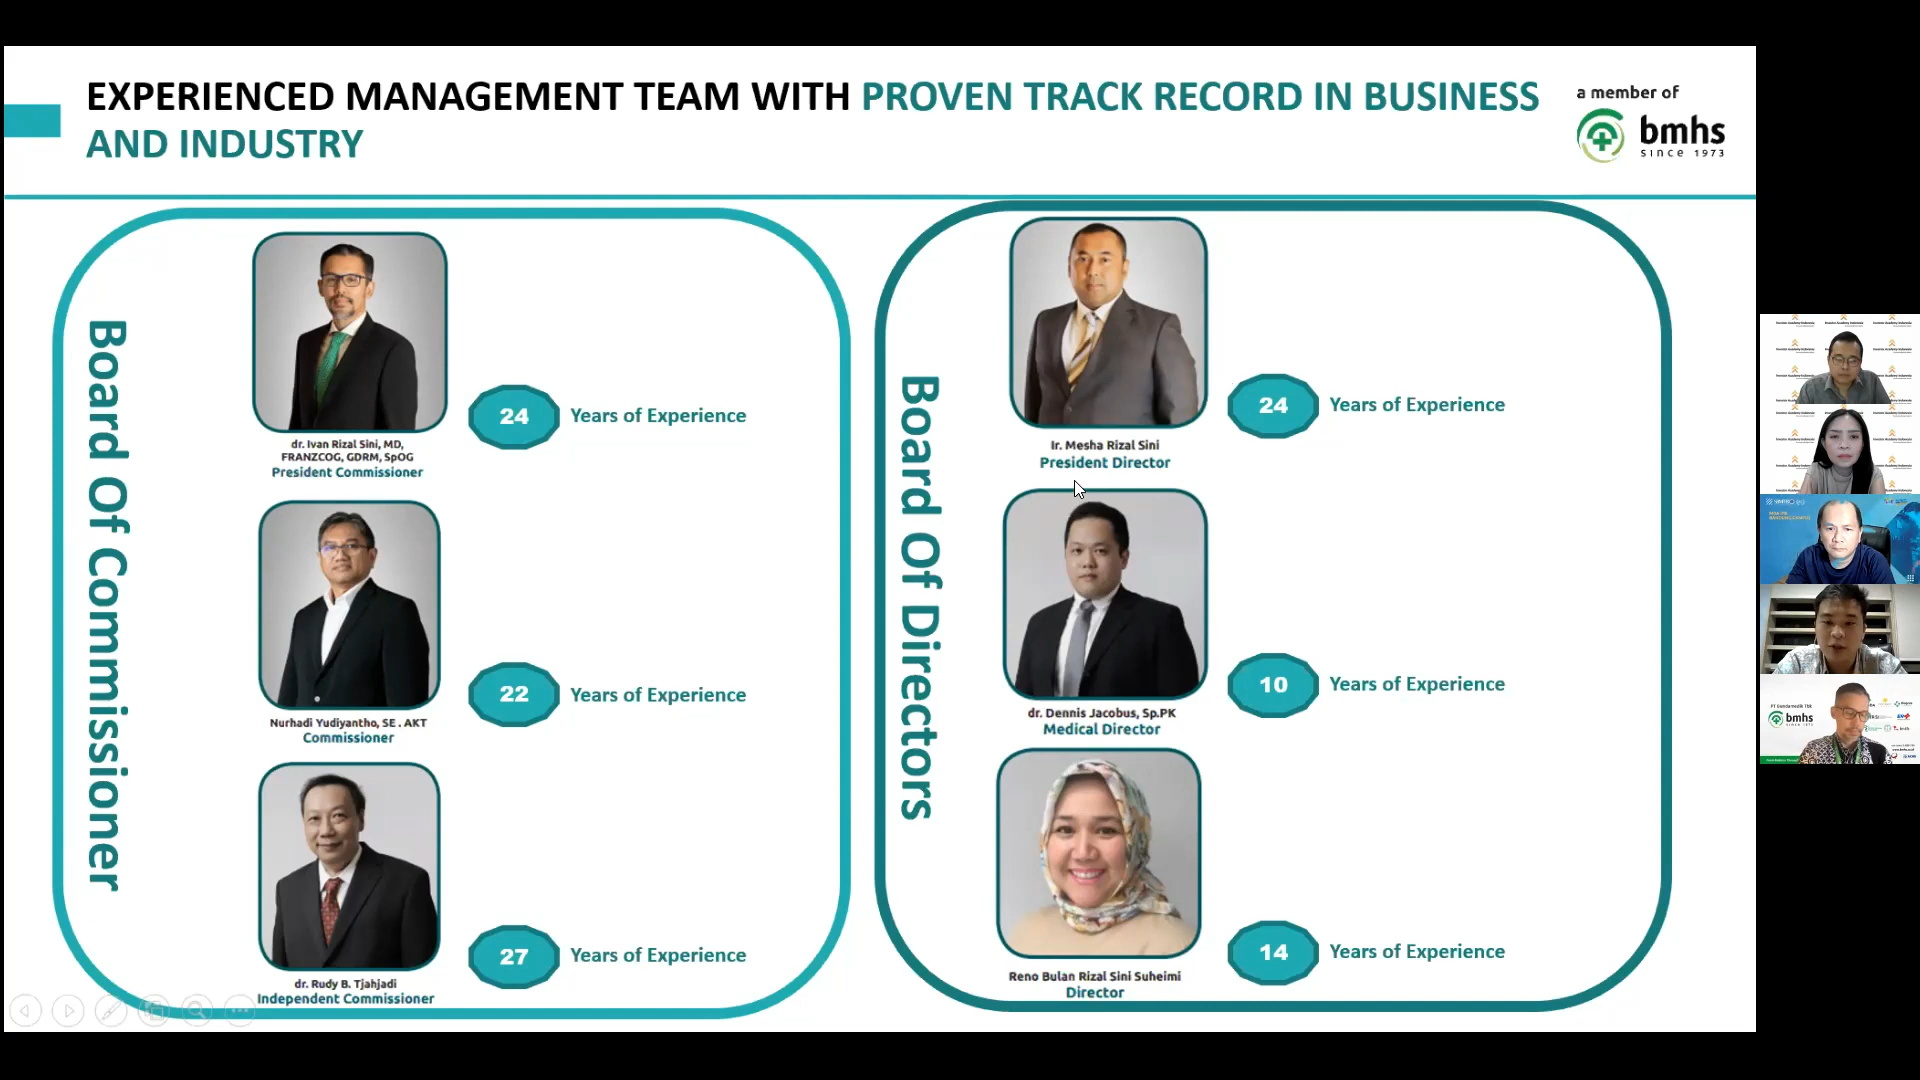 EXPERIENCED MANAGEMENT TEAM WITH PROVEN TRACK RECORD IN BUSINESS
AND INDUSTRY
a member of
bmhs
since 1973
Board Of Commissioner
24
Years of Experience
dr. Ivan Rizal Sini, MD,
FRANZCOG, GDRM, SpOG
President Commissioner
22
Years of Experience
Nurhadi Yudiyantho, SE . AKT
Commissioner
27
Years of Experience
dr. Rudy B. Tjahjadi
Independent Commissioner
Board Of Directors
24
Years of Experience
Ir. Mesha Rizal Sini
President Director
10
Years of Experience
dr. Dennis Jacobus, Sp.PK
Medical Director
14
Years of Experience
Reno Bulan Rizal Sini Suheimi
Director
bmhs